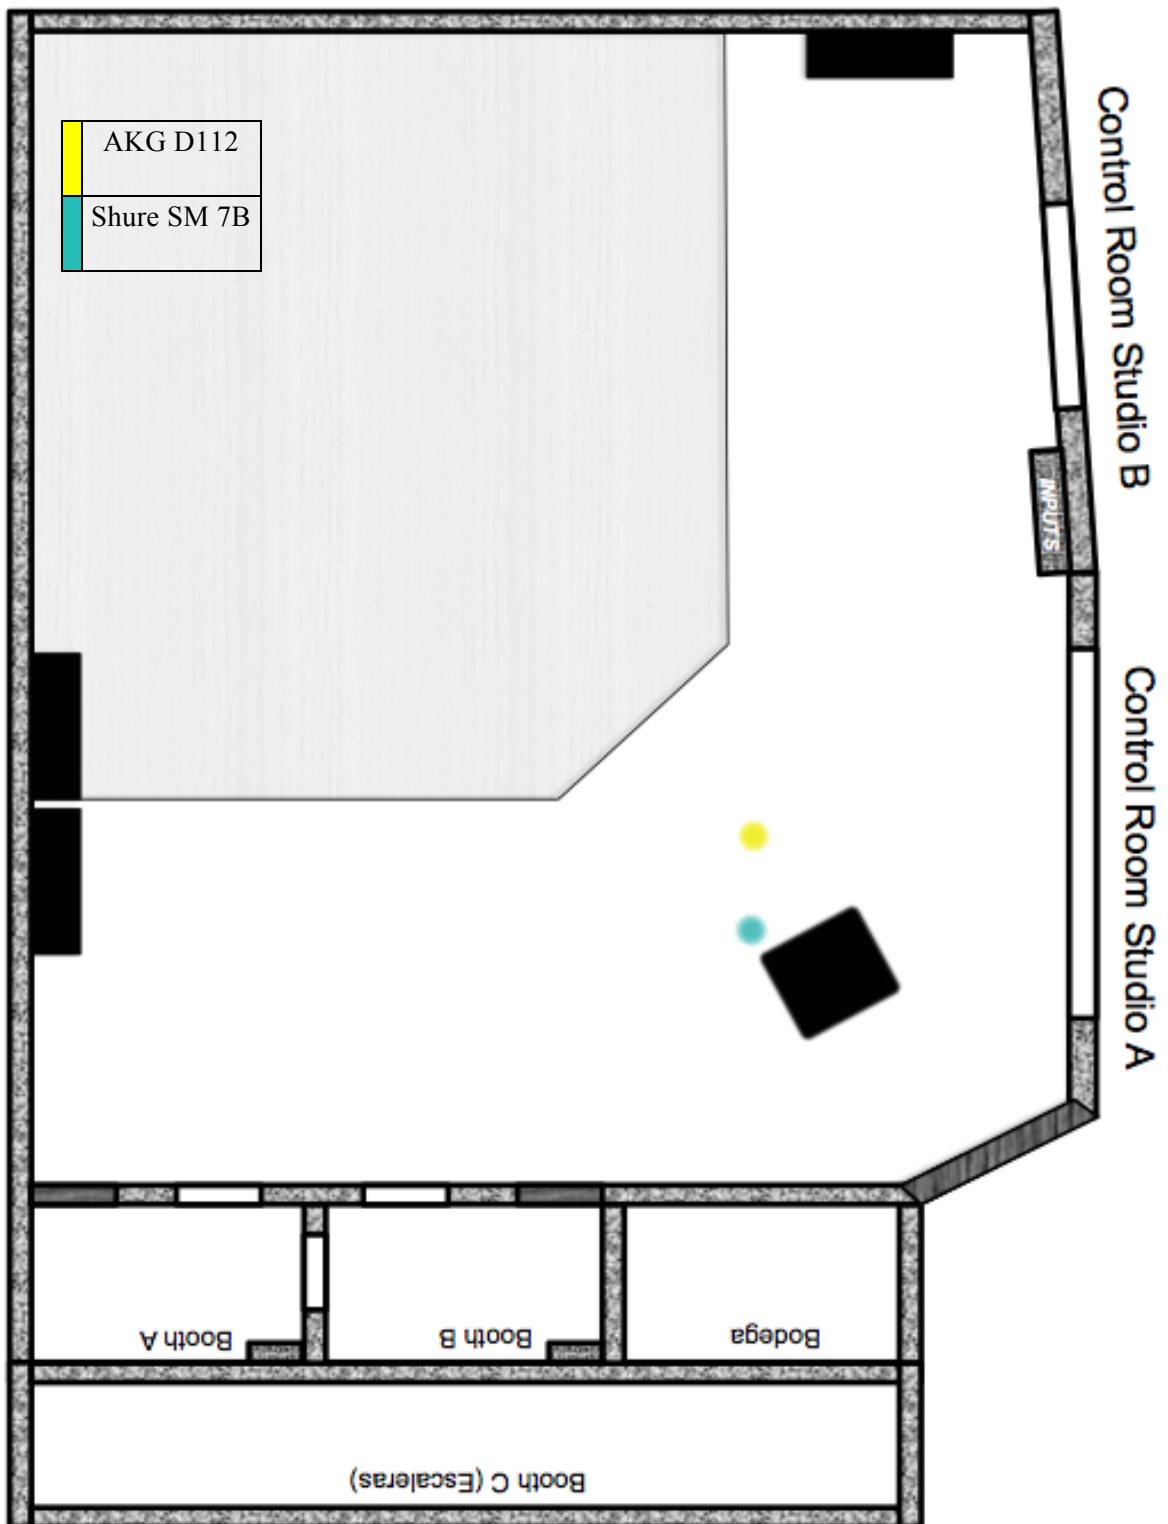 AKG D112
Shure SM 7B
Control Room Studio B
INPUTS
Control Room Studio A
Booth A
Booth B
Bodega
Booth C (Escaleras)